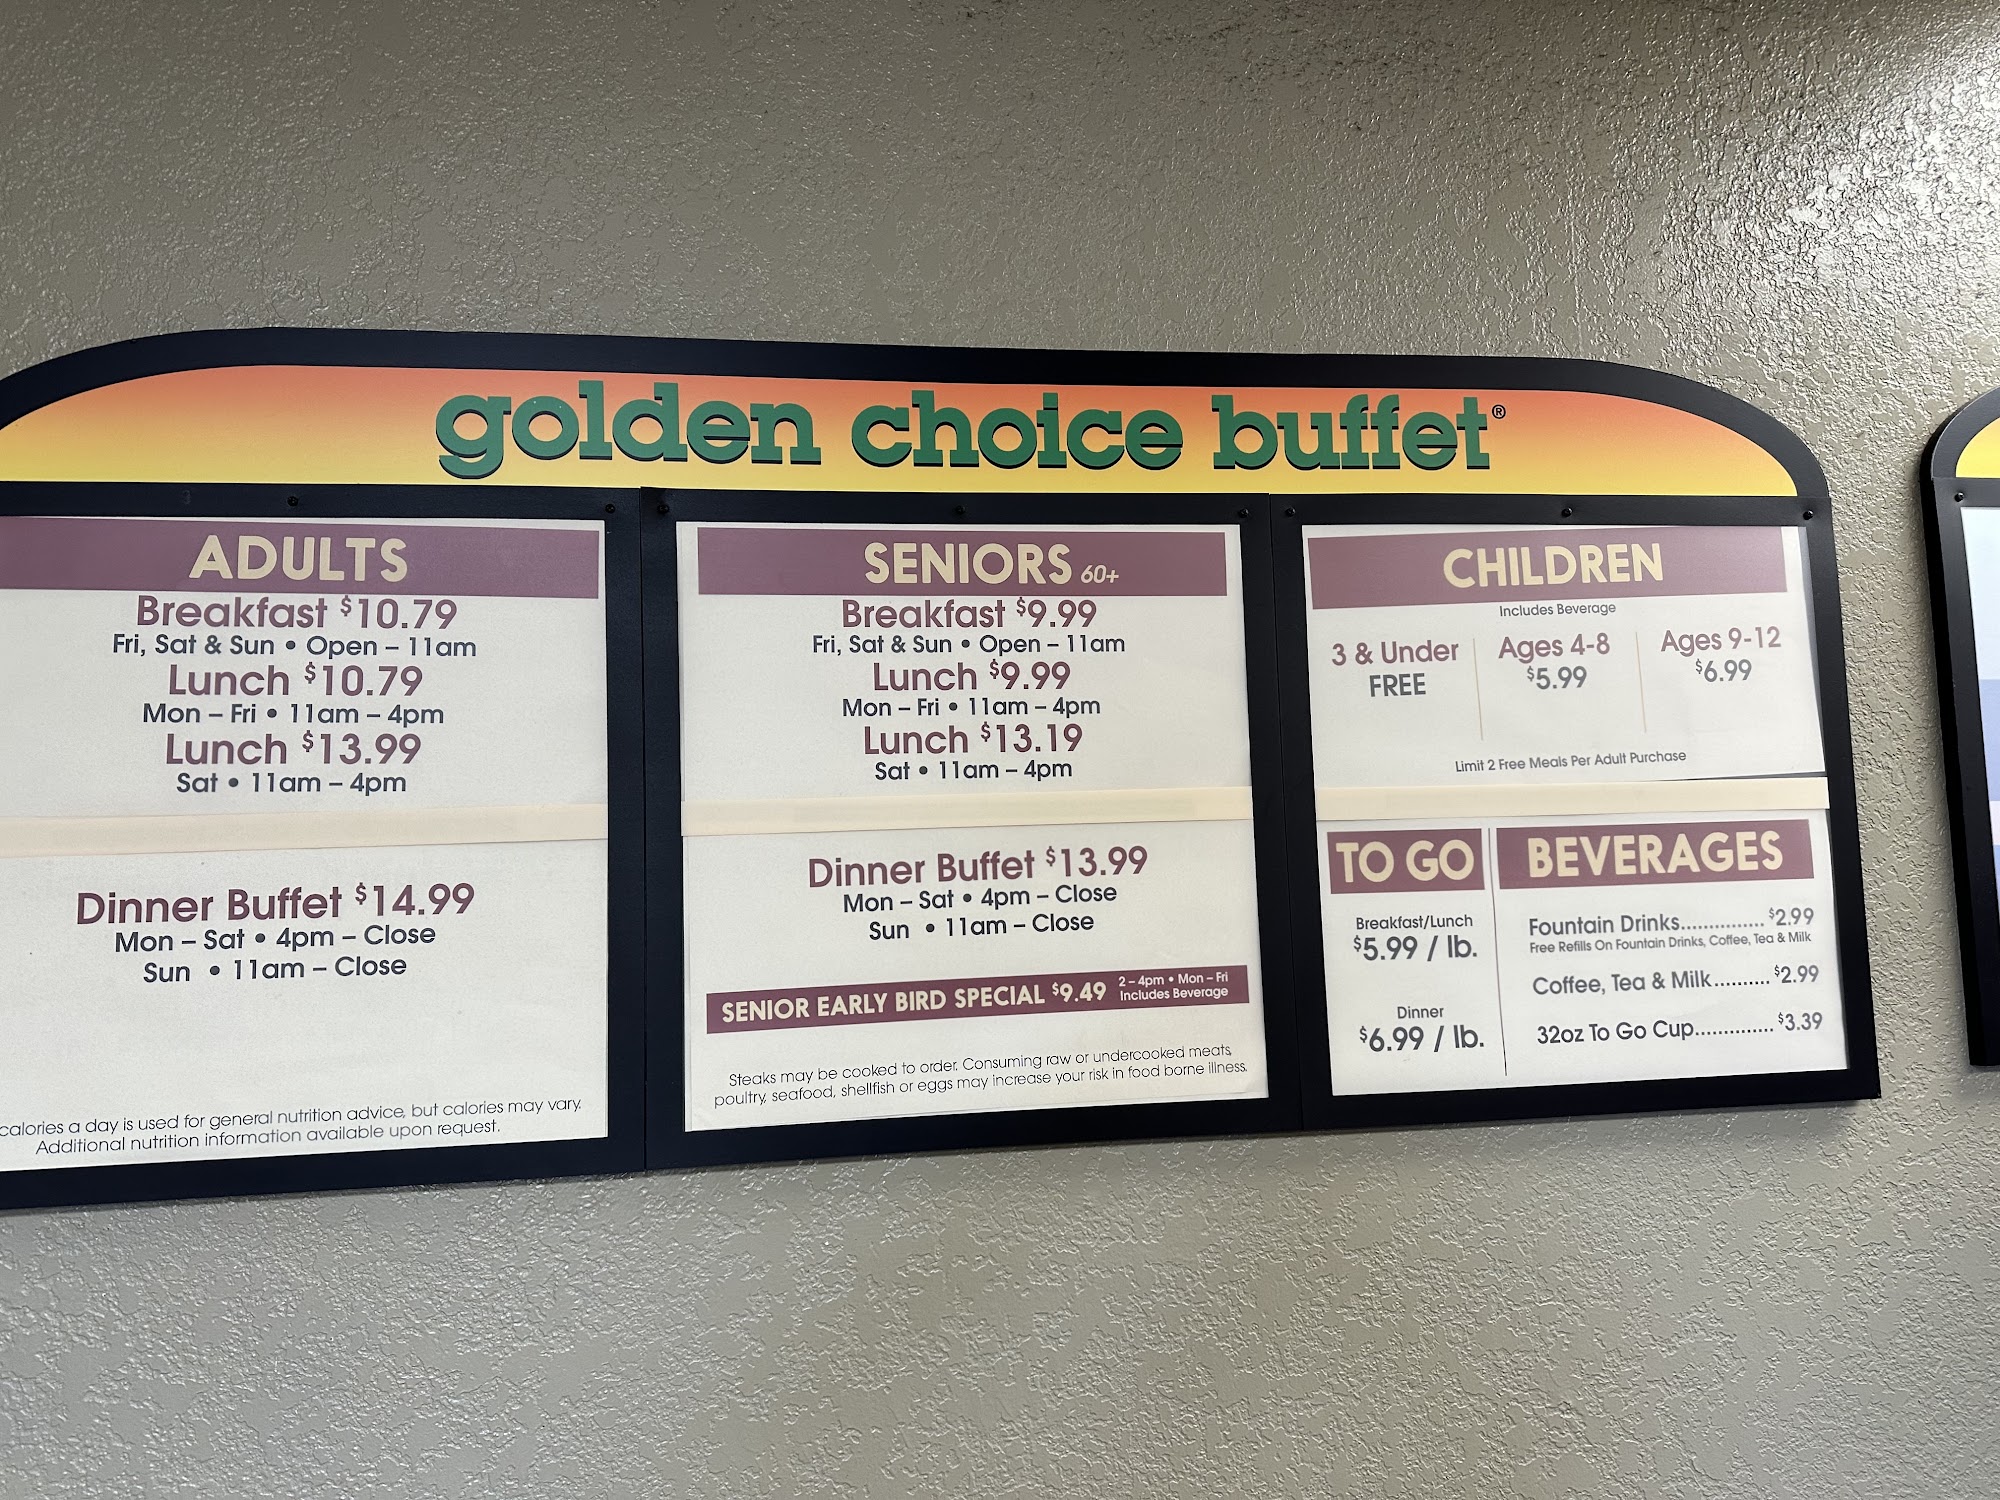 golden choice buffet®
ADULTS
Breakfast $10.79
Fri, Sat & Sun • Open – 11am
Lunch $10.79
Mon – Fri • 11am – 4pm
Lunch $13.99
Sat • 11am – 4pm
Dinner Buffet $14.99
Mon – Sat • 4pm – Close
Sun • 11am – Close
calories a day is used for general nutrition advice, but calories may vary.
Additional nutrition information available upon request.
SENIORS 60+
Breakfast $9.99
Fri, Sat & Sun • Open – 11am
Lunch $9.99
Mon – Fri • 11am – 4pm
Lunch $13.19
Sat • 11am – 4pm
Dinner Buffet $13.99
Mon – Sat • 4pm – Close
Sun • 11am – Close
SENIOR EARLY BIRD SPECIAL $9.49
2 – 4pm • Mon – Fri
Includes Beverage
Steaks may be cooked to order. Consuming raw or undercooked meats,
poultry, seafood, shellfish or eggs may increase your risk in food borne illness.
CHILDREN
Includes Beverage
3 & Under
FREE
Ages 4-8
$5.99
Ages 9-12
$6.99
Limit 2 Free Meals Per Adult Purchase
TO GO
Breakfast/Lunch
$5.99 / lb.
Dinner
$6.99 / lb.
BEVERAGES
Fountain Drinks............... $2.99
Free Refills On Fountain Drinks, Coffee, Tea & Milk
Coffee, Tea & Milk.......... $2.99
32oz To Go Cup.............. $3.39